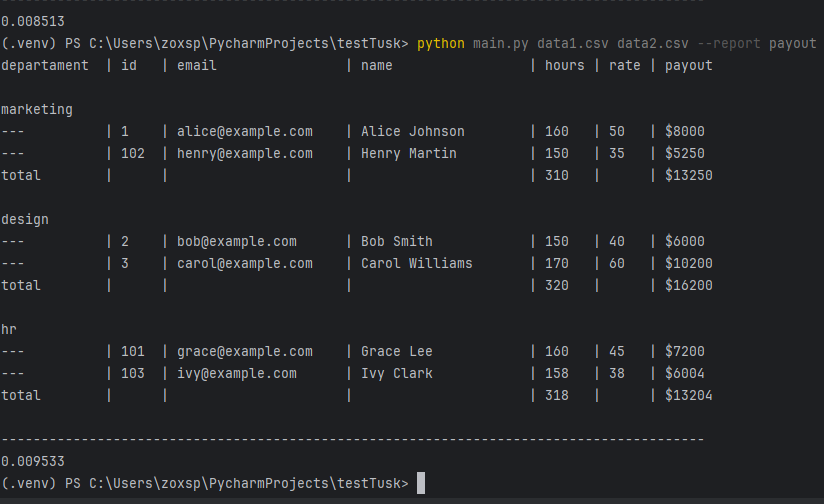 ----------------------------------------------------------------------------------------
0.008513
(.venv) PS C:\Users\zoxsp\PycharmProjects\testTusk> python main.py data1.csv data2.csv --report payout
departament  | id   | email                | name                  | hours | rate | payout
marketing
---          | 1    | alice@example.com    | Alice Johnson         | 160   | 50   | $8000
---          | 102  | henry@example.com    | Henry Martin          | 150   | 35   | $5250
total        |      |                      |                       | 310   |      | $13250
design
---          | 2    | bob@example.com      | Bob Smith             | 150   | 40   | $6000
---          | 3    | carol@example.com    | Carol Williams        | 170   | 60   | $10200
total        |      |                      |                       | 320   |      | $16200
hr
---          | 101  | grace@example.com    | Grace Lee             | 160   | 45   | $7200
---          | 103  | ivy@example.com      | Ivy Clark             | 158   | 38   | $6004
total        |      |                      |                       | 318   |      | $13204
----------------------------------------------------------------------------------------
0.009533
(.venv) PS C:\Users\zoxsp\PycharmProjects\testTusk>